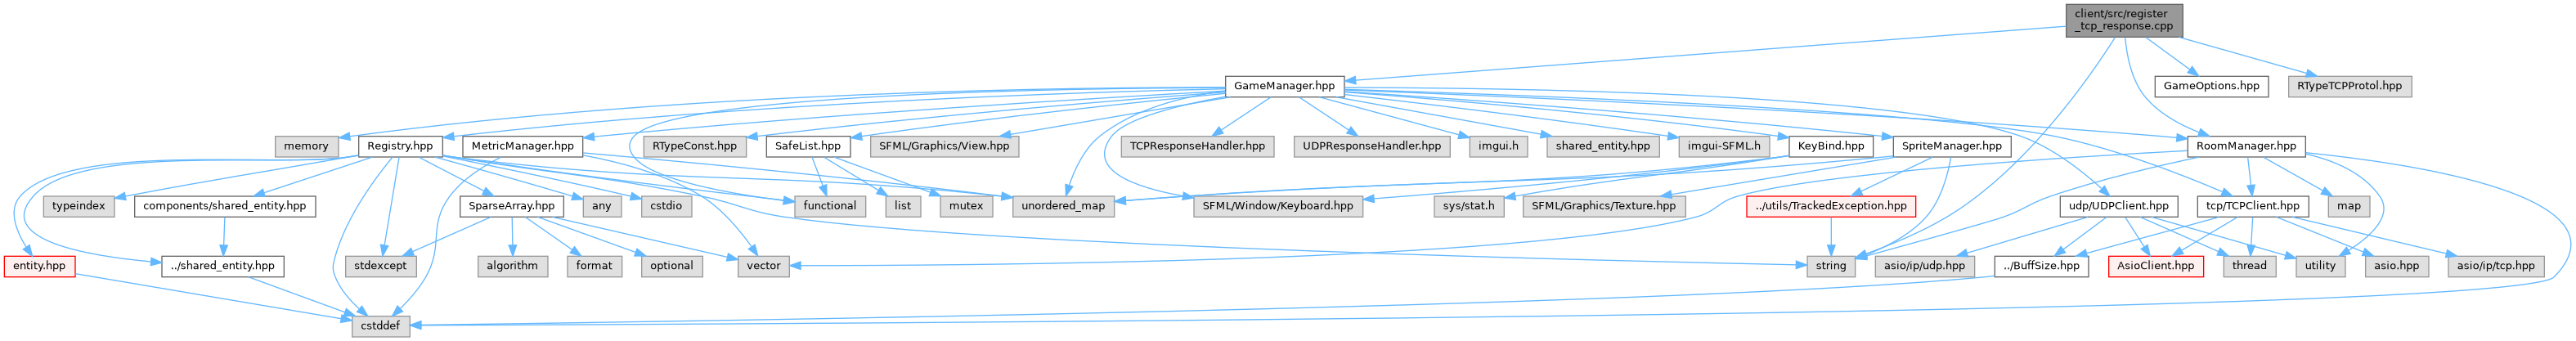 client/src/register
_tcp_response.cpp
GameManager.hpp
GameOptions.hpp
RTypeTCPProtol.hpp
memory
Registry.hpp
MetricManager.hpp
RTypeConst.hpp
SafeList.hpp
SFML/Graphics/View.hpp
TCPResponseHandler.hpp
UDPResponseHandler.hpp
imgui.h
shared_entity.hpp
imgui-SFML.h
KeyBind.hpp
SpriteManager.hpp
RoomManager.hpp
typeindex
components/shared_entity.hpp
SparseArray.hpp
any
cstdio
functional
list
mutex
unordered_map
SFML/Window/Keyboard.hpp
sys/stat.h
SFML/Graphics/Texture.hpp
../utils/TrackedException.hpp
udp/UDPClient.hpp
tcp/TCPClient.hpp
map
entity.hpp
../shared_entity.hpp
stdexcept
algorithm
format
optional
vector
string
asio/ip/udp.hpp
../BuffSize.hpp
AsioClient.hpp
thread
utility
asio.hpp
asio/ip/tcp.hpp
cstddef